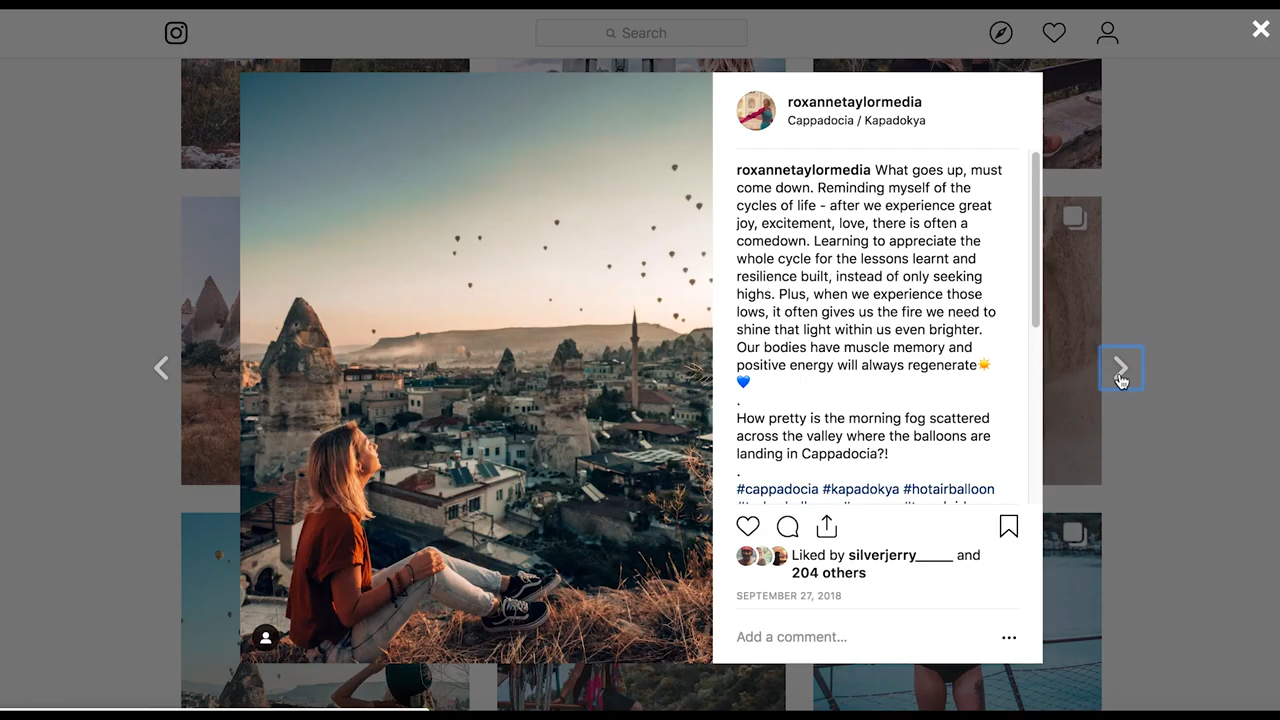 Search
roxannetaylormedia
Cappadocia / Kapadokya
roxannetaylormedia What goes up, must
come down. Reminding myself of the
cycles of life - after we experience great
joy, excitement, love, there is often a
comedown. Learning to appreciate the
whole cycle for the lessons learnt and
resilience built, instead of only seeking
highs. Plus, when we experience those
lows, it often gives us the fire we need to
shine that light within us even brighter.
Our bodies have muscle memory and
positive energy will always regenerate☀️
💙
.
How pretty is the morning fog scattered
across the valley where the balloons are
landing in Cappadocia?!
.
#cappadocia #kapadokya #hotairballoon
Liked by silverjerry_____ and
204 others
SEPTEMBER 27, 2018
Add a comment...